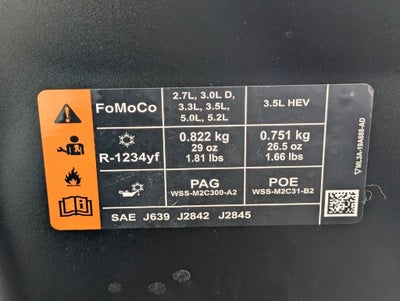 FoMoCo
2.7L, 3.0L D,
3.3L, 3.5L,
5.0L, 5.2L
3.5L HEV
R-1234yf
0.822 kg
29 oz
1.81 lbs
0.751 kg
26.5 oz
1.66 lbs
PAG
WSS-M2C300-A2
POE
WSS-M2C31-B2
SAE J639 J2842 J2845
ML3A-19A688-AD